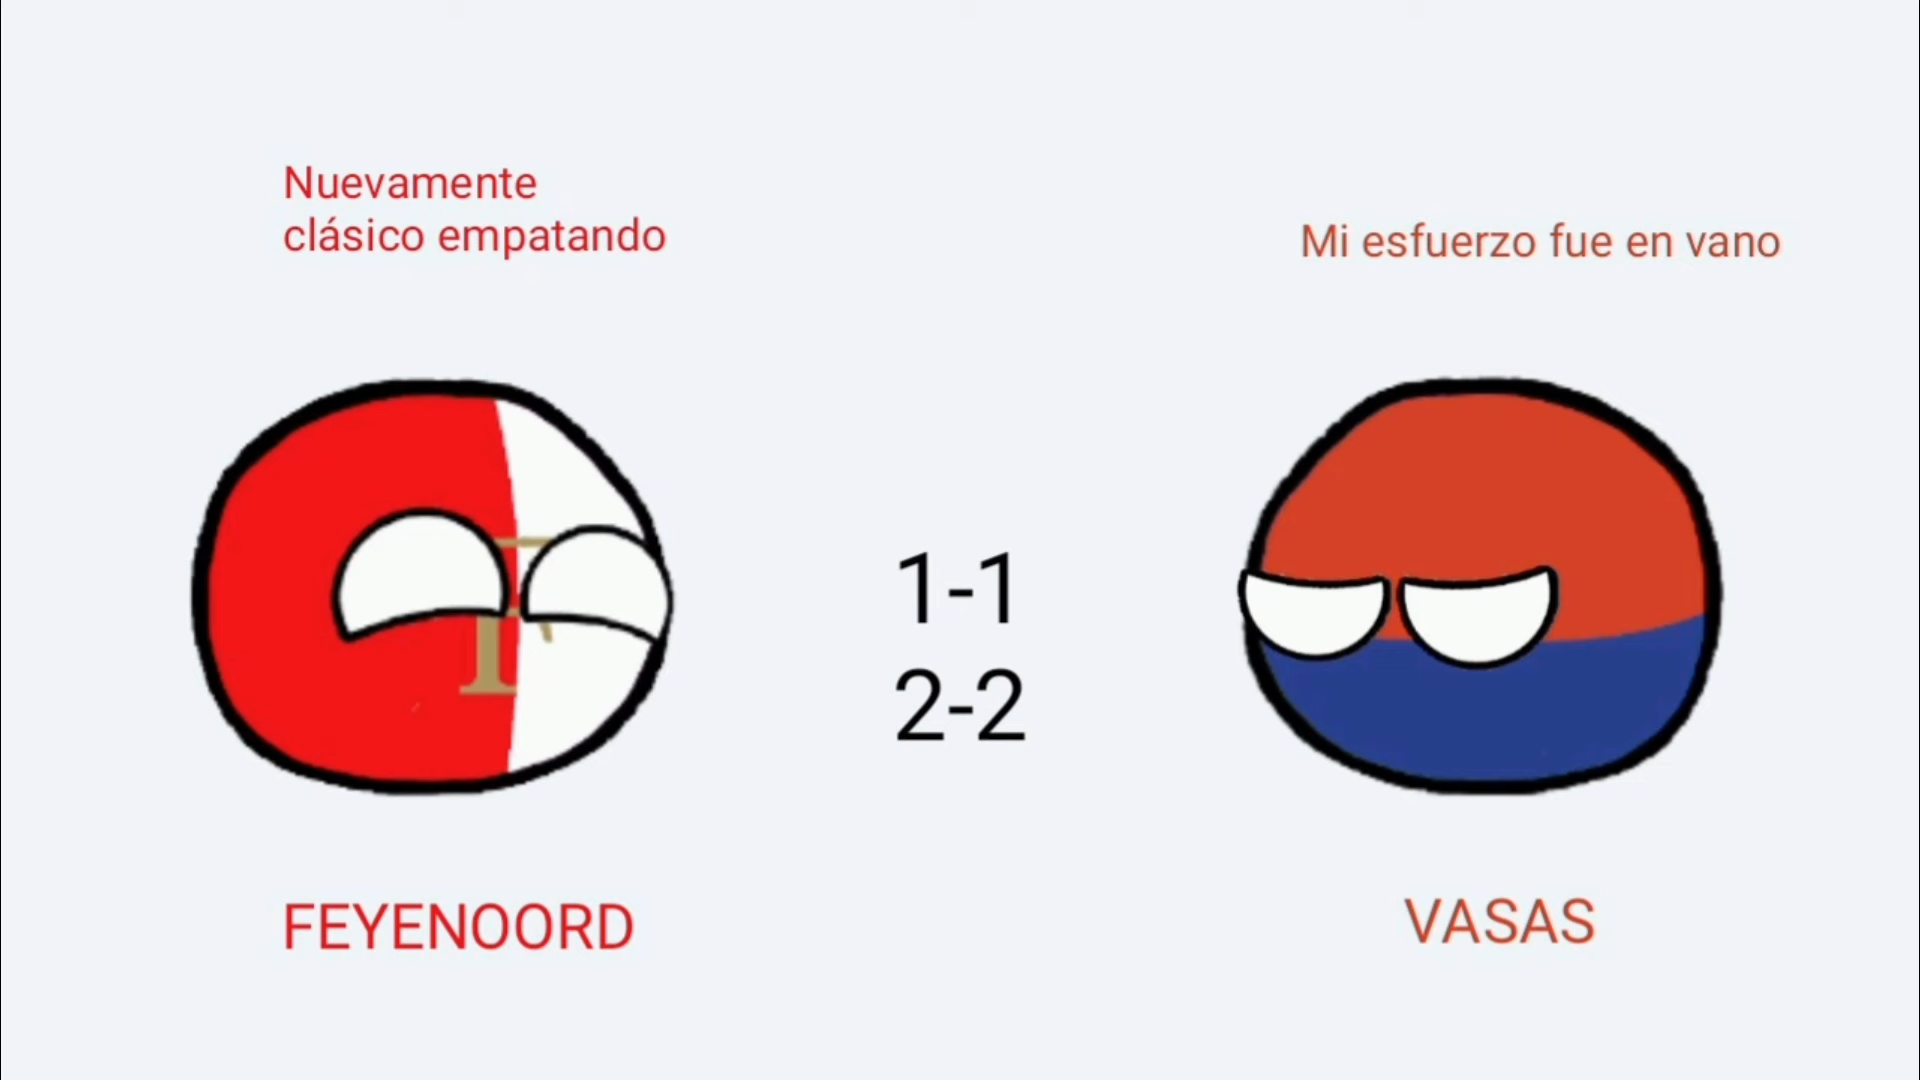 Nuevamente
clásico empatando
Mi esfuerzo fue en vano
F
1-1
2-2
FEYENOORD
VASAS